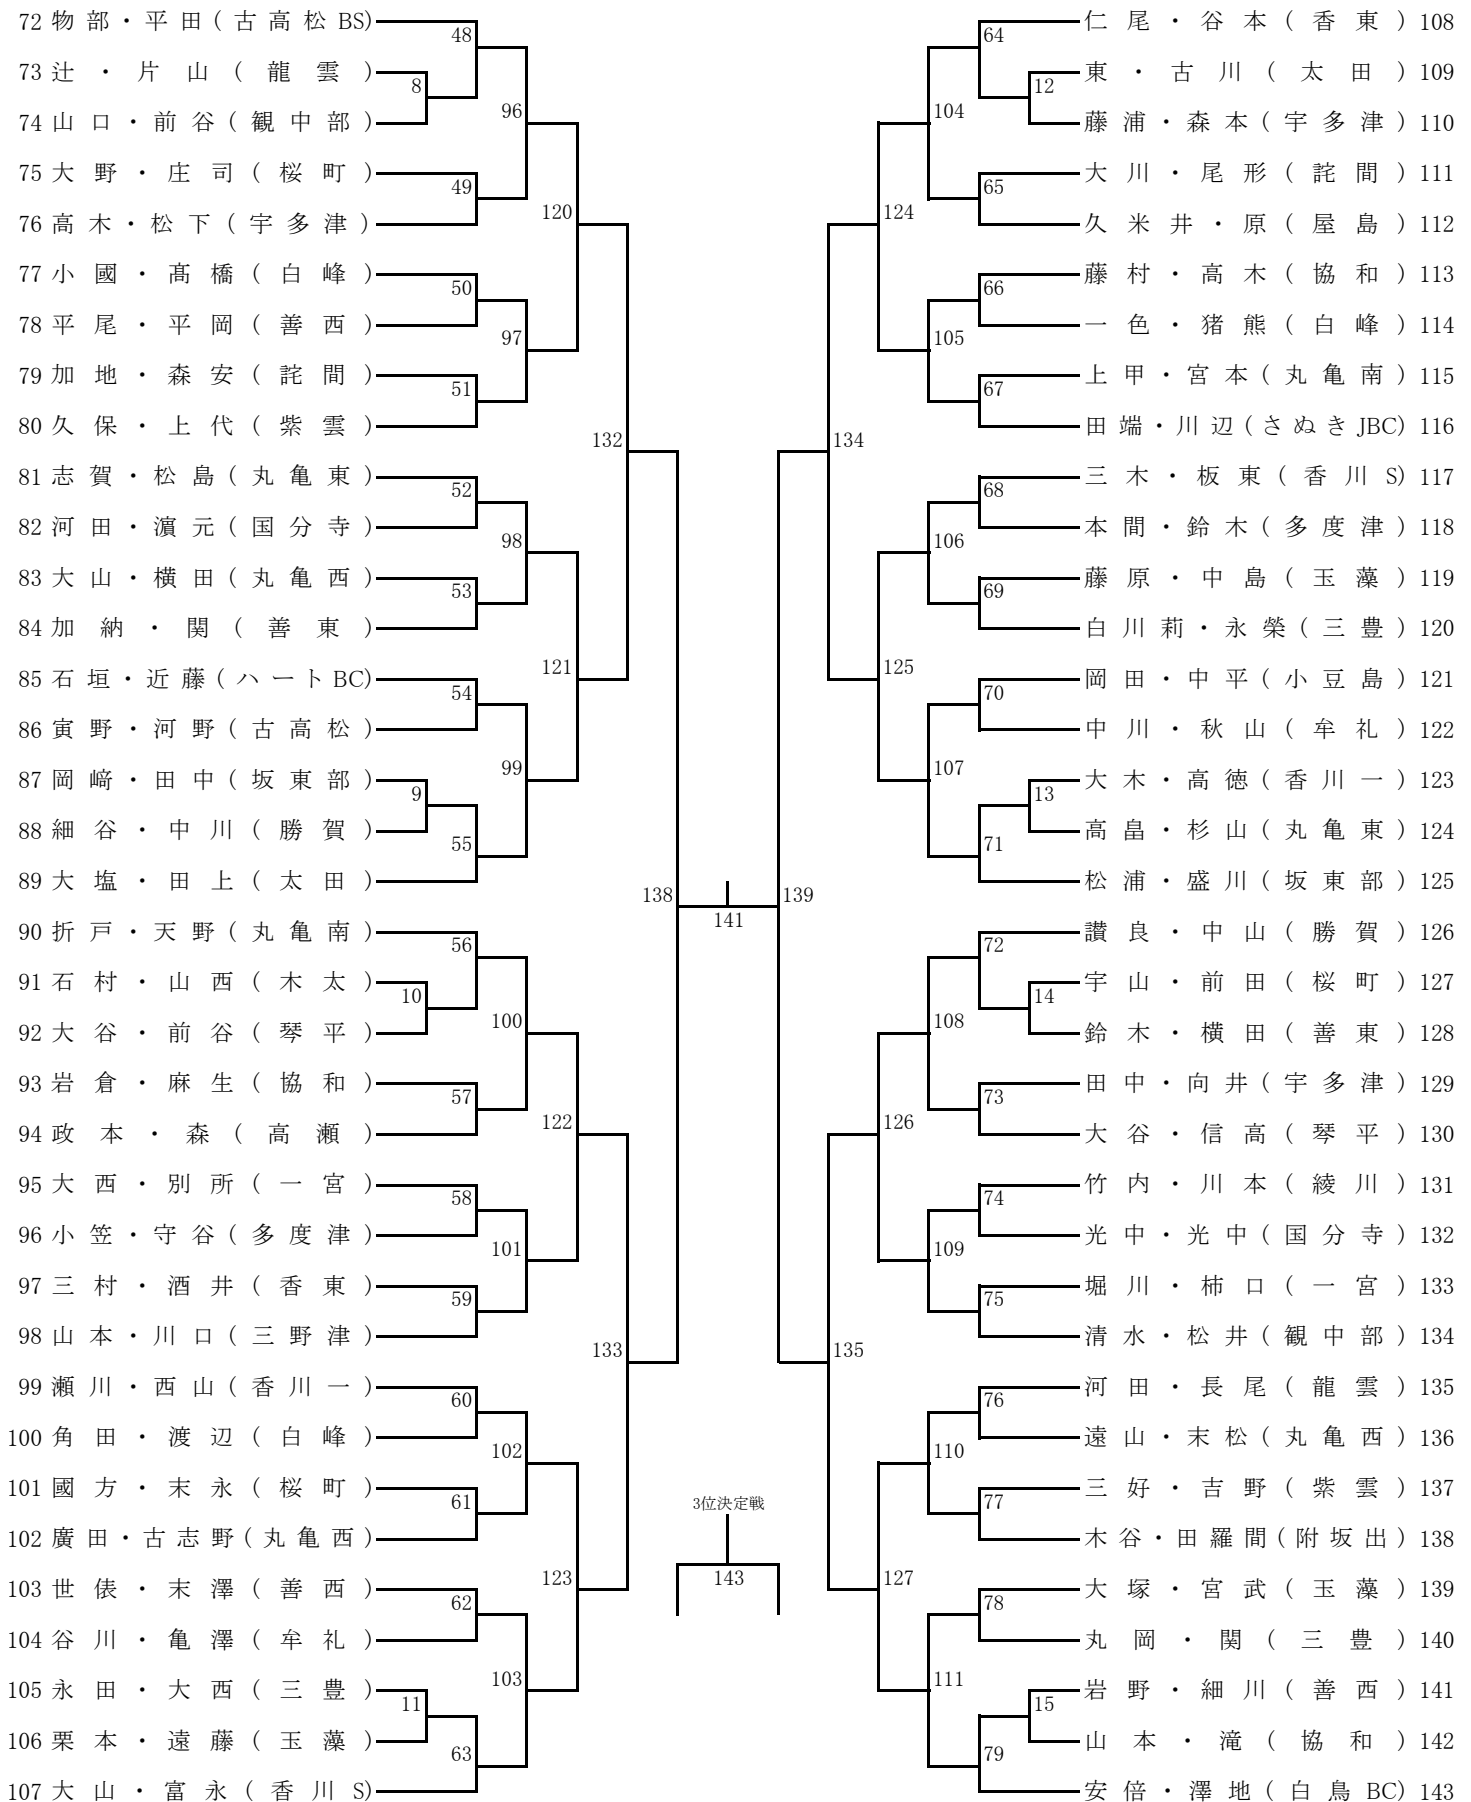 72 物部・平田(古高松BS)
73 辻・片山(龍雲)
74 山口・前谷(観中部)
75 大野・庄司(桜町)
76 高木・松下(宇多津)
77 小國・髙橋(白峰)
78 平尾・平岡(善西)
79 加地・森安(詫間)
80 久保・上代(紫雲)
81 志賀・松島(丸亀東)
82 河田・濵元(国分寺)
83 大山・横田(丸亀西)
84 加納・関(善東)
85 石垣・近藤(ハートBC)
86 寅野・河野(古高松)
87 岡﨑・田中(坂東部)
88 細谷・中川(勝賀)
89 大塩・田上(太田)
90 折戸・天野(丸亀南)
91 石村・山西(木太)
92 大谷・前谷(琴平)
93 岩倉・麻生(協和)
94 政本・森(高瀬)
95 大西・別所(一宮)
96 小笠・守谷(多度津)
97 三村・酒井(香東)
98 山本・川口(三野津)
99 瀬川・西山(香川一)
100 角田・渡辺(白峰)
101 國方・末永(桜町)
102 廣田・古志野(丸亀西)
103 世俵・末澤(善西)
104 谷川・亀澤(牟礼)
105 永田・大西(三豊)
106 栗本・遠藤(玉藻)
107 大山・富永(香川S)
8
9
10
11
48
49
50
51
52
53
54
55
56
57
58
59
60
61
62
63
96
97
98
99
100
101
102
103
120
121
122
123
132
133
138
141
139
3位決定戦
143
134
135
124
125
126
127
104
105
106
107
108
109
110
111
64
65
66
67
68
69
70
71
72
73
74
75
76
77
78
79
12
13
14
15
仁尾・谷本(香東) 108
東・古川(太田) 109
藤浦・森本(宇多津) 110
大川・尾形(詫間) 111
久米井・原(屋島) 112
藤村・高木(協和) 113
一色・猪熊(白峰) 114
上甲・宮本(丸亀南) 115
田端・川辺(さぬきJBC) 116
三木・板東(香川S) 117
本間・鈴木(多度津) 118
藤原・中島(玉藻) 119
白川莉・永榮(三豊) 120
岡田・中平(小豆島) 121
中川・秋山(牟礼) 122
大木・高徳(香川一) 123
高畠・杉山(丸亀東) 124
松浦・盛川(坂東部) 125
讃良・中山(勝賀) 126
宇山・前田(桜町) 127
鈴木・横田(善東) 128
田中・向井(宇多津) 129
大谷・信高(琴平) 130
竹内・川本(綾川) 131
光中・光中(国分寺) 132
堀川・柿口(一宮) 133
清水・松井(観中部) 134
河田・長尾(龍雲) 135
遠山・末松(丸亀西) 136
三好・吉野(紫雲) 137
木谷・田羅間(附坂出) 138
大塚・宮武(玉藻) 139
丸岡・関(三豊) 140
岩野・細川(善西) 141
山本・滝(協和) 142
安倍・澤地(白鳥BC) 143